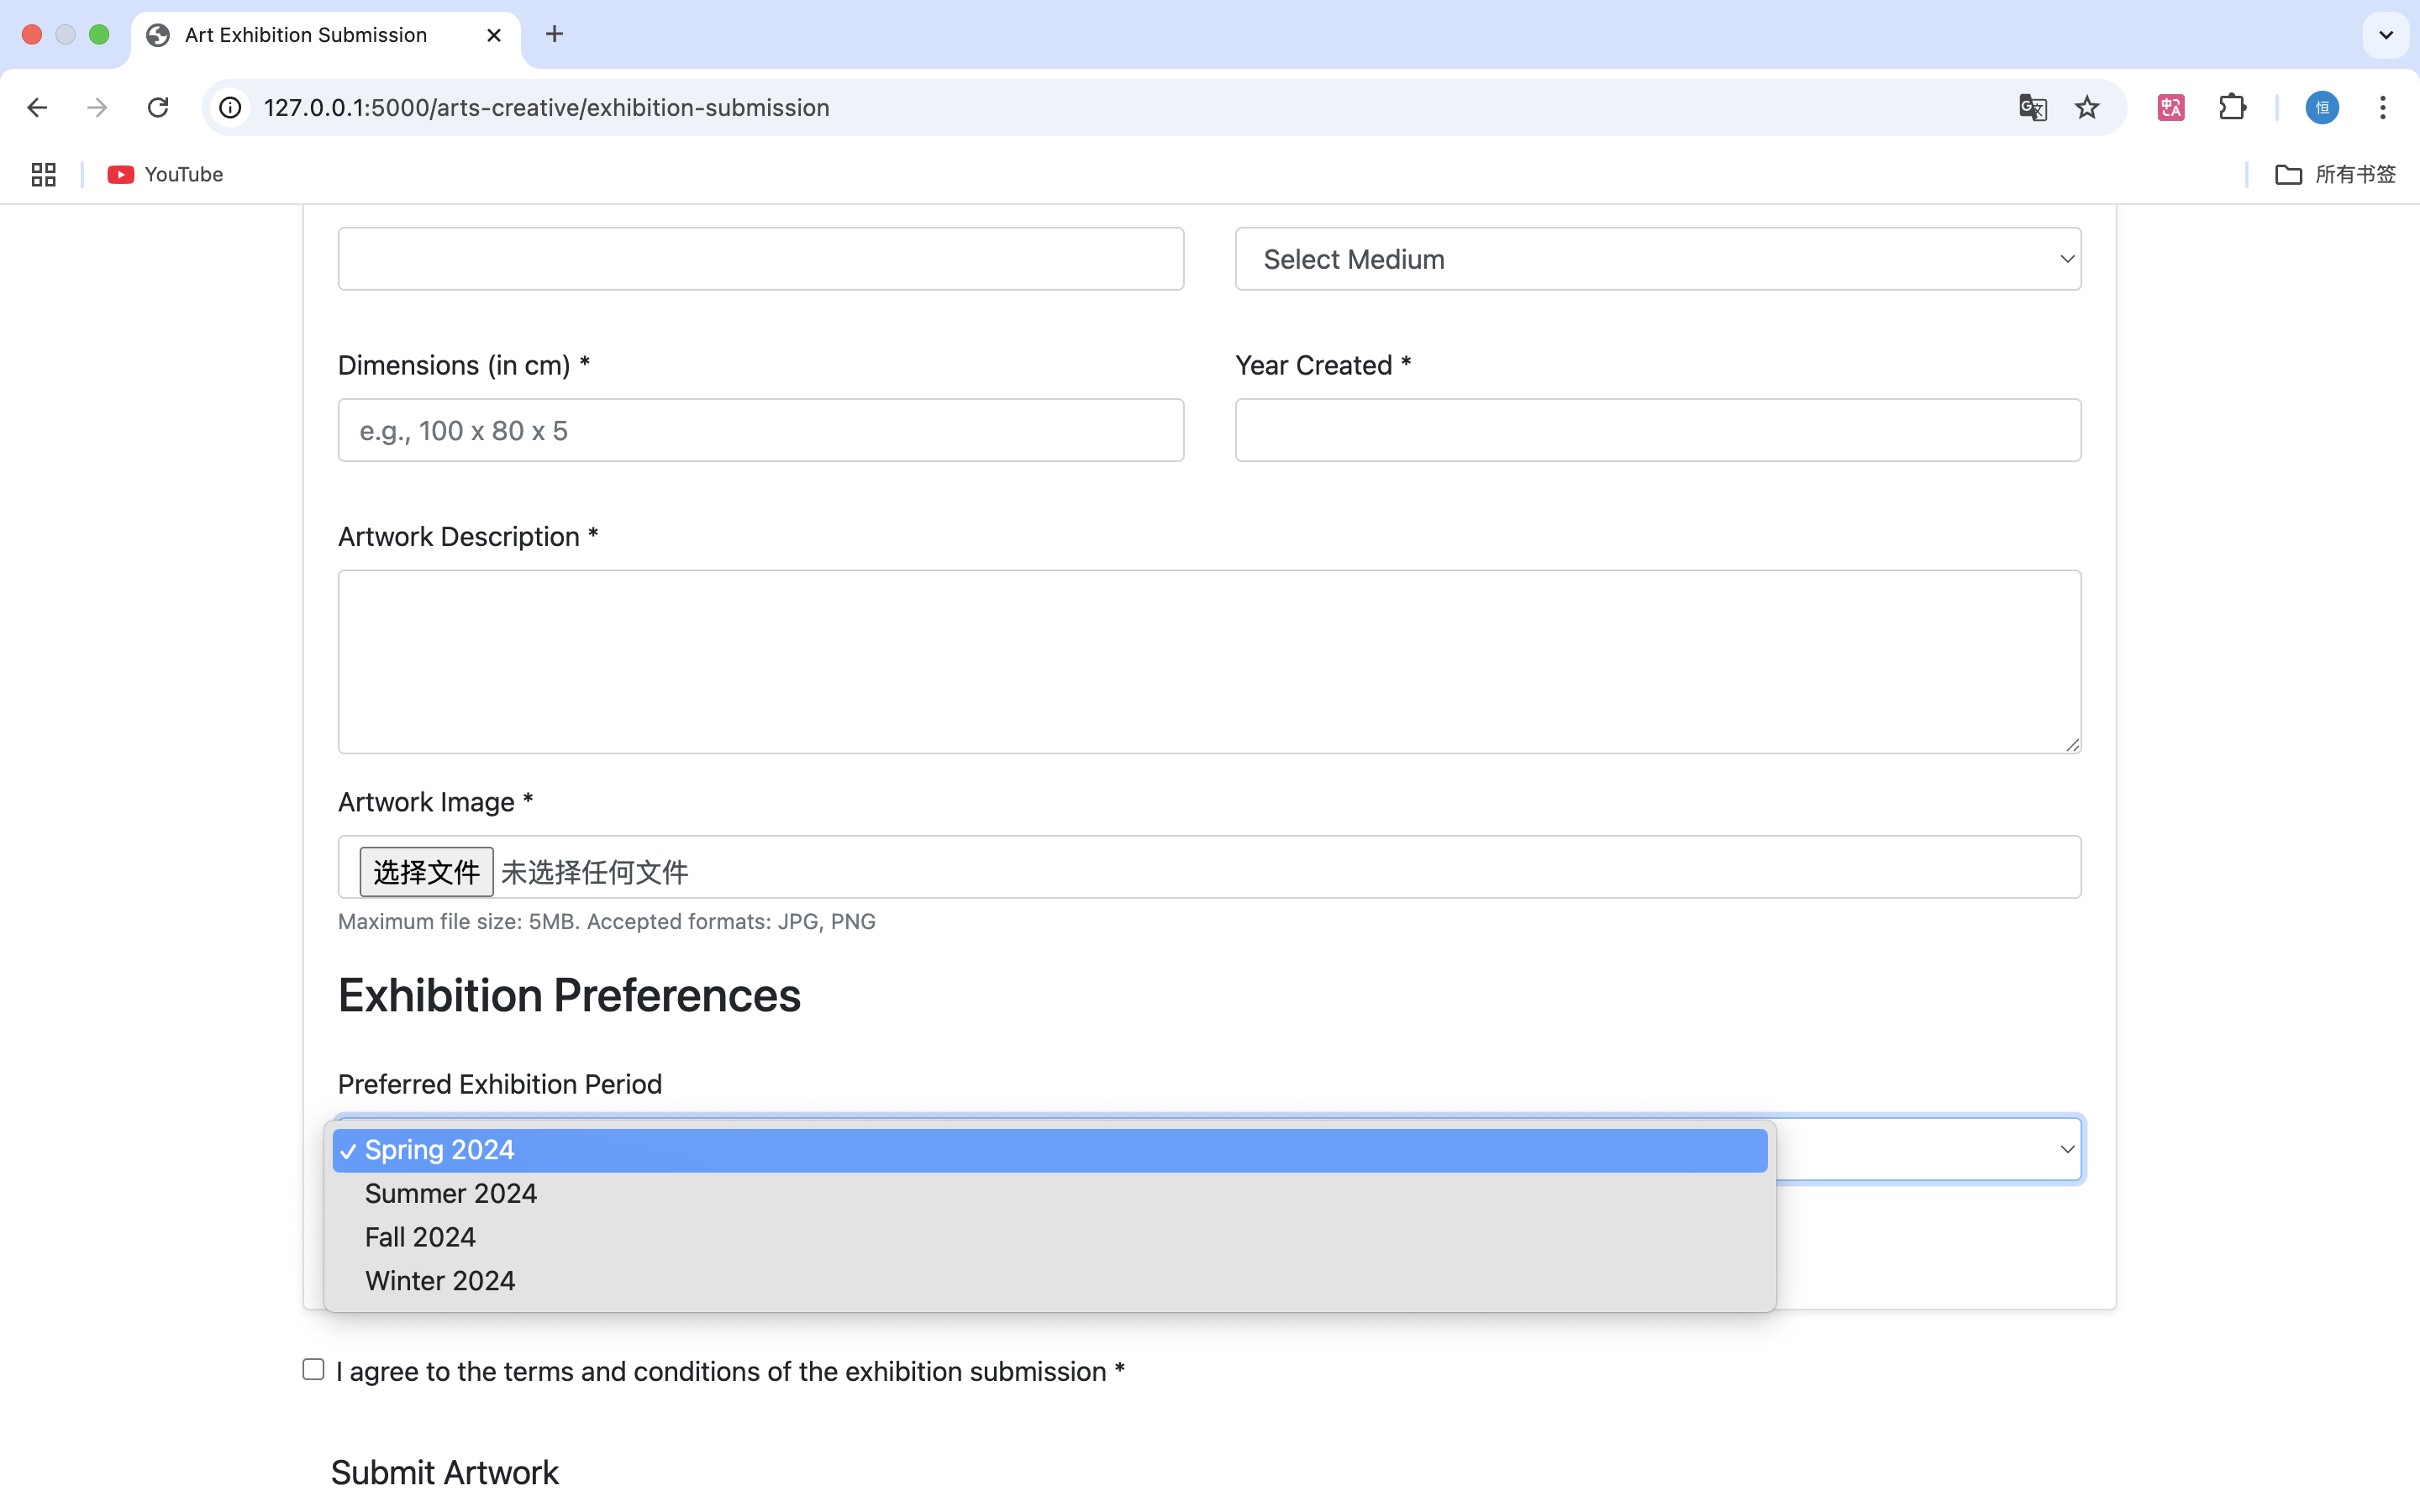 Art Exhibition Submission
127.0.0.1:5000/arts-creative/exhibition-submission
恒
YouTube
所有书签
Select Medium
Dimensions (in cm) *
Year Created *
e.g., 100 x 80 x 5
Artwork Description *
Artwork Image *
选择文件 未选择任何文件
Maximum file size: 5MB. Accepted formats: JPG, PNG
Exhibition Preferences
Preferred Exhibition Period
Spring 2024
Summer 2024
Fall 2024
Winter 2024
I agree to the terms and conditions of the exhibition submission *
Submit Artwork